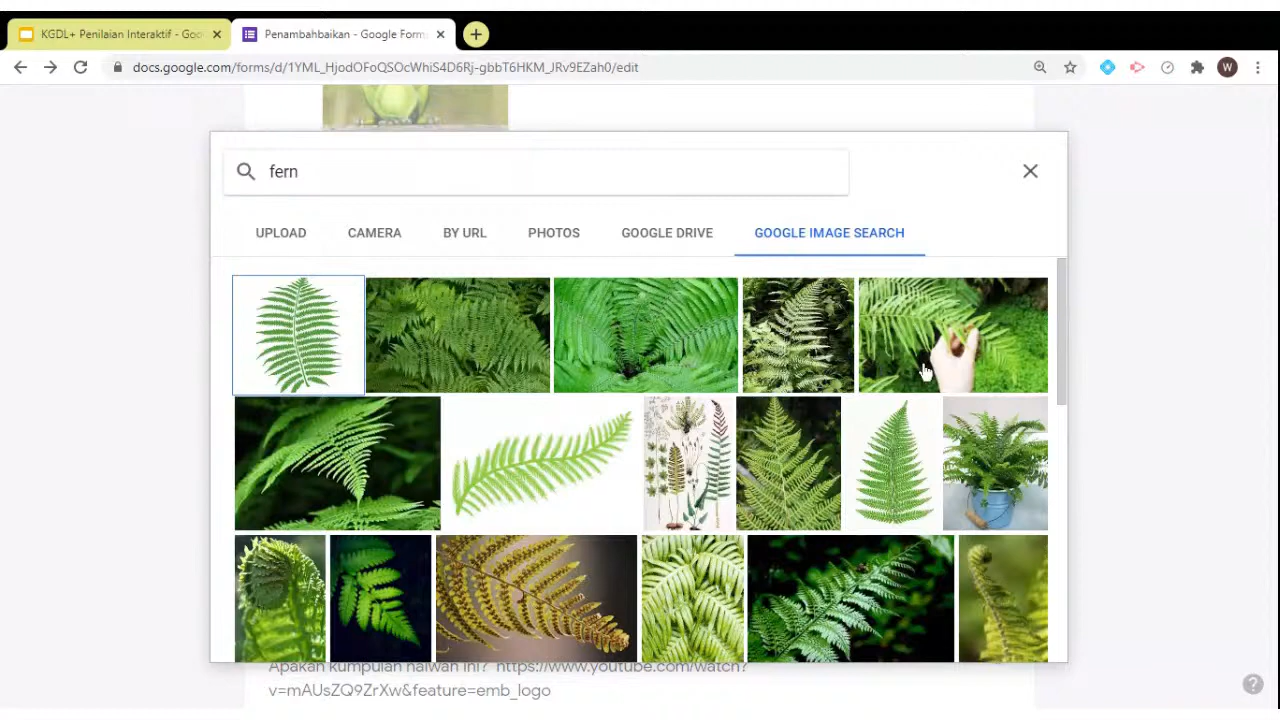 KGDL+ Penilaian Interaktif - Goo
Penambahbaikan - Google Forms
docs.google.com/forms/d/1YML_HjodOFoQSOcWhiS4D6Rj-gbbT6HKM_JRv9EZah0/edit
W
fern
UPLOAD
CAMERA
BY URL
PHOTOS
GOOGLE DRIVE
GOOGLE IMAGE SEARCH
Apakah kumpulan haiwan ini? https://www.youtube.com/watch?
v=mAUsZQ9ZrXw&feature=emb_logo